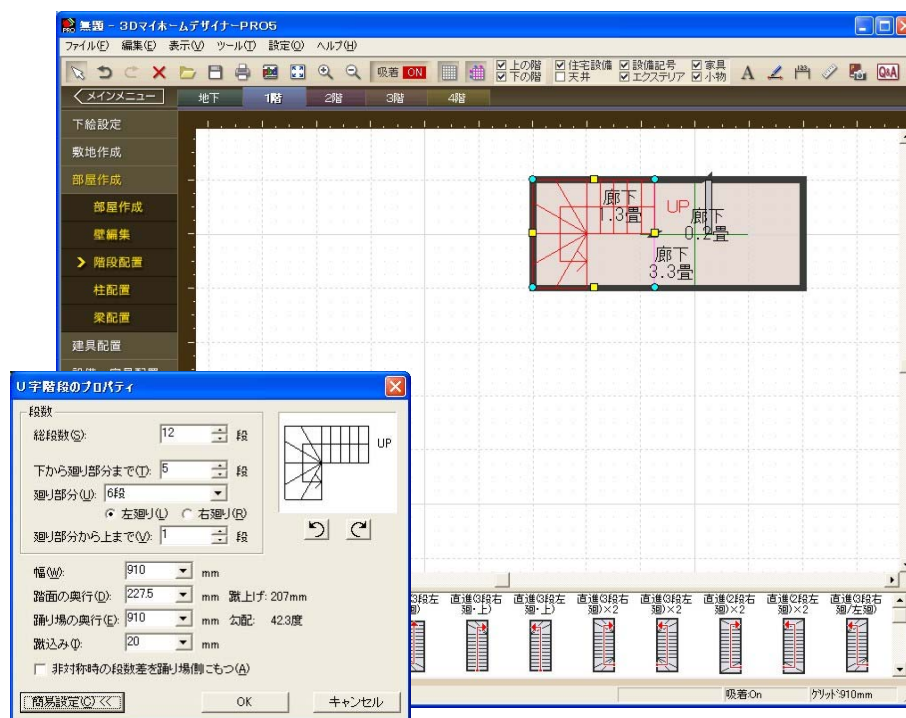 無題 - 3DマイホームデザイナーPRO5
ファイル(F) 編集(E) 表示(V) ツール(T) 設定(O) ヘルプ(H)
吸着 ON
上の階 住宅設備 設備記号 家具
下の階 天井 エクステリア 小物 A Q&A
メインメニュー 地下 1階 2階 3階 4階
下絵設定
敷地作成
部屋作成
部屋作成
壁編集
階段配置
柱配置
梁配置
建具配置
廊下
1.3畳
UP
廊下
0.2畳
廊下
3.3畳
U字階段のプロパティ
段数
総段数(S): 12 段
下から廻り部分まで(T): 5 段
廻り部分(U): 6段
左廻り(L) 右廻り(R)
廻り部分から上まで(V): 1 段
UP
幅(W): 910 mm
踏面の奥行(D): 227.5 mm 蹴上げ: 207mm
踊り場の奥行(E): 910 mm 勾配: 42.3度
蹴込み(I): 20 mm
非対称時の段数差を踊り場側にもつ(A)
簡易設定(C)<< OK キャンセル
直進(3段右廻・上) 直進(3段左廻・上) 直進(3段右廻)×2 直進(3段左廻)×2 直進(2段右廻)×2 直進(2段左廻)×2 直進(3段右廻/左廻)
吸着:On グリッド:910mm